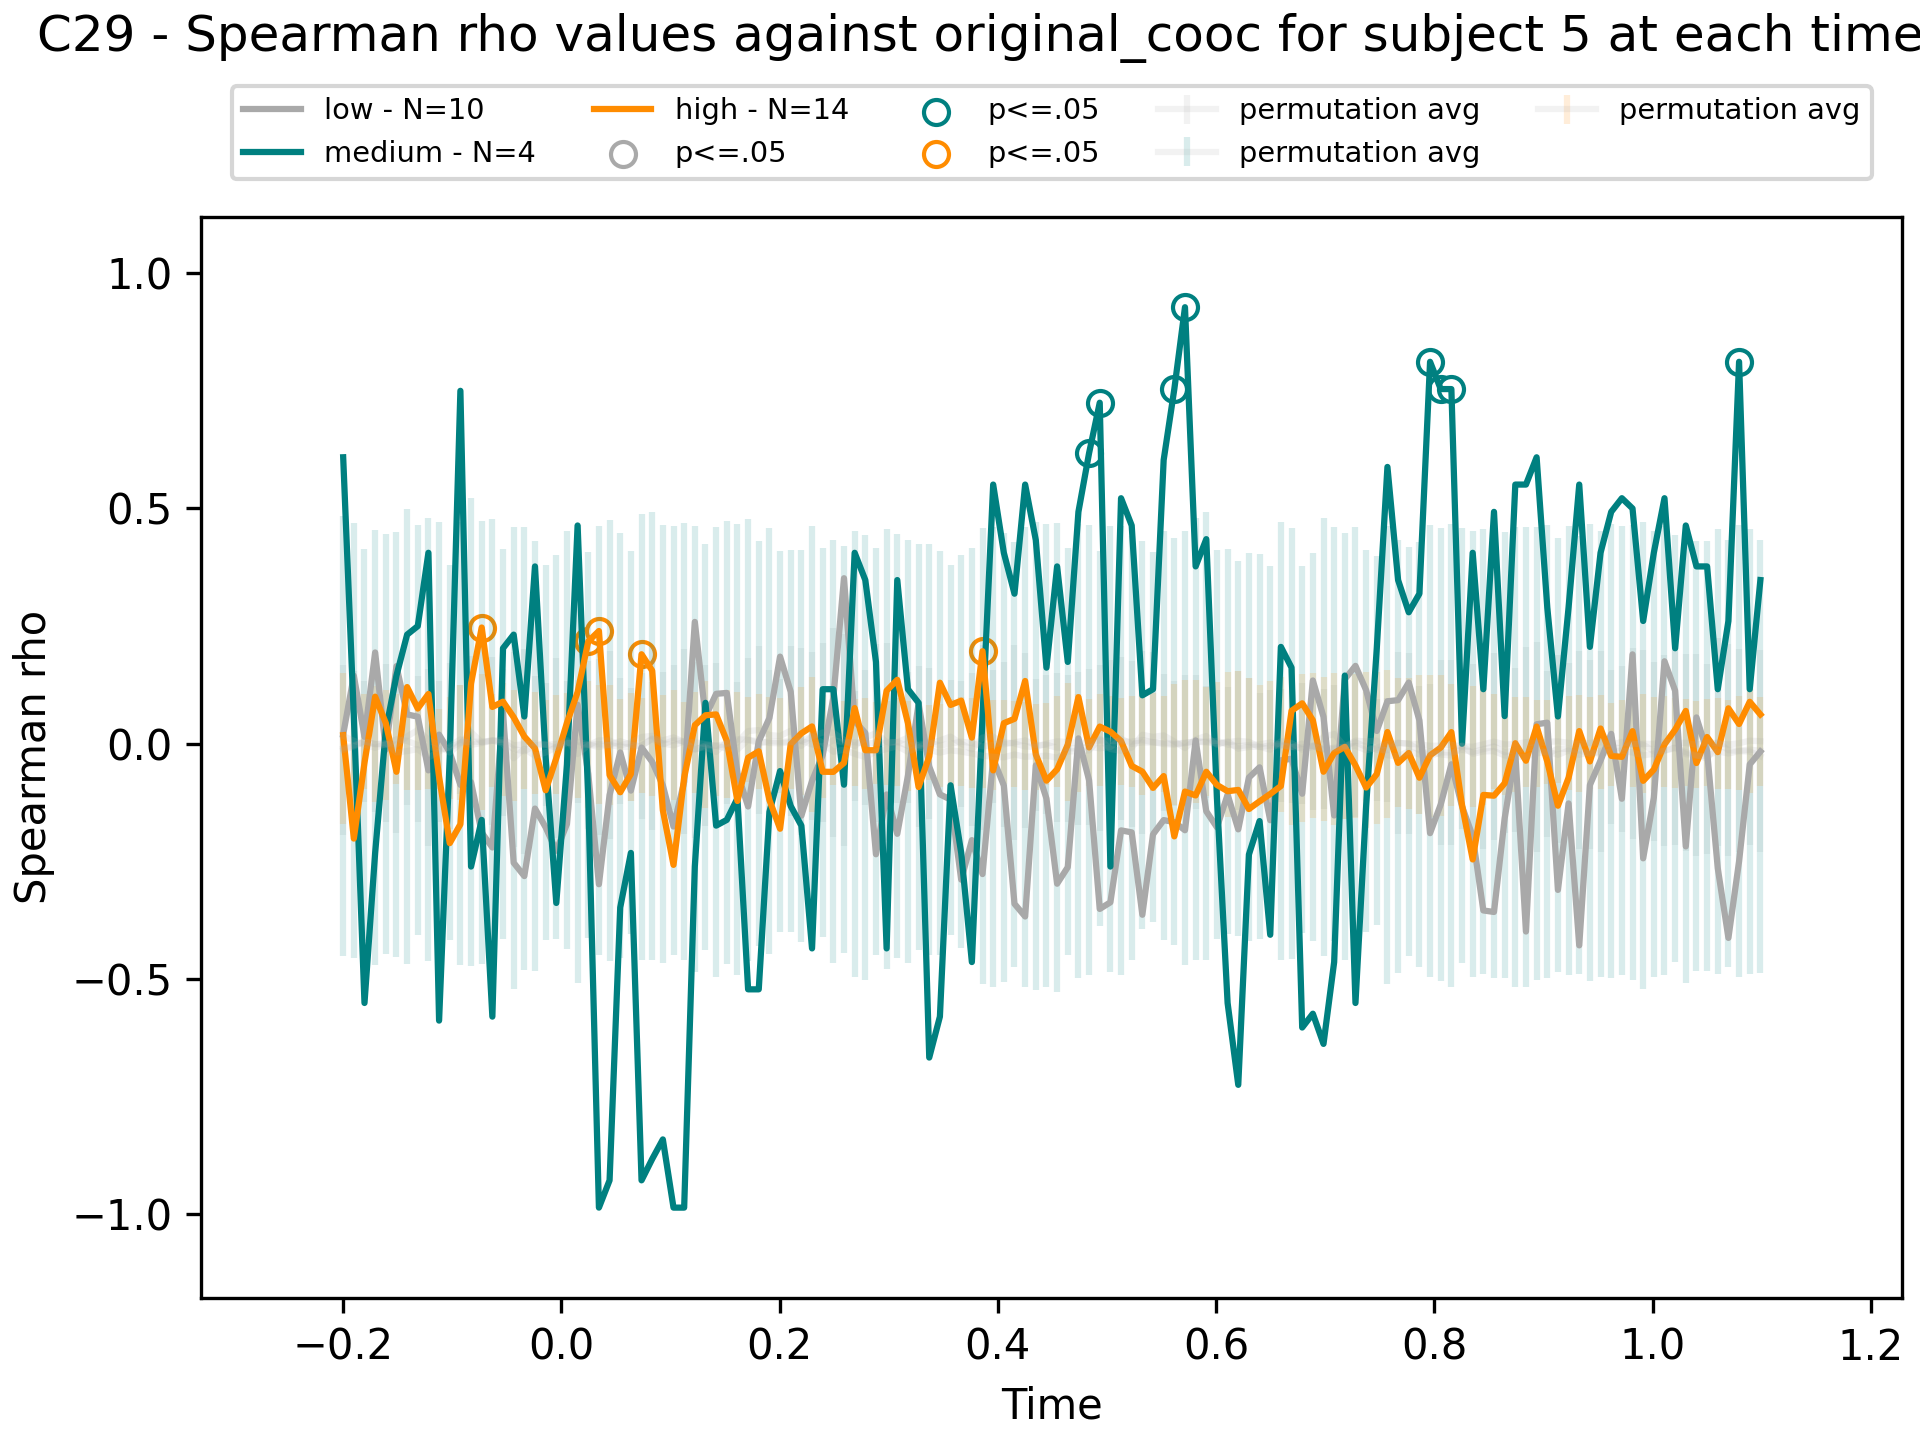 C29 - Spearman rho values against original_cooc for subject 5 at each time
low - N=10
medium - N=4
high - N=14
p<=.05
p<=.05
p<=.05
permutation avg
permutation avg
permutation avg
1.0
0.5
0.0
−0.5
−1.0
Spearman rho
−0.2
0.0
0.2
0.4
0.6
0.8
1.0
1.2
Time